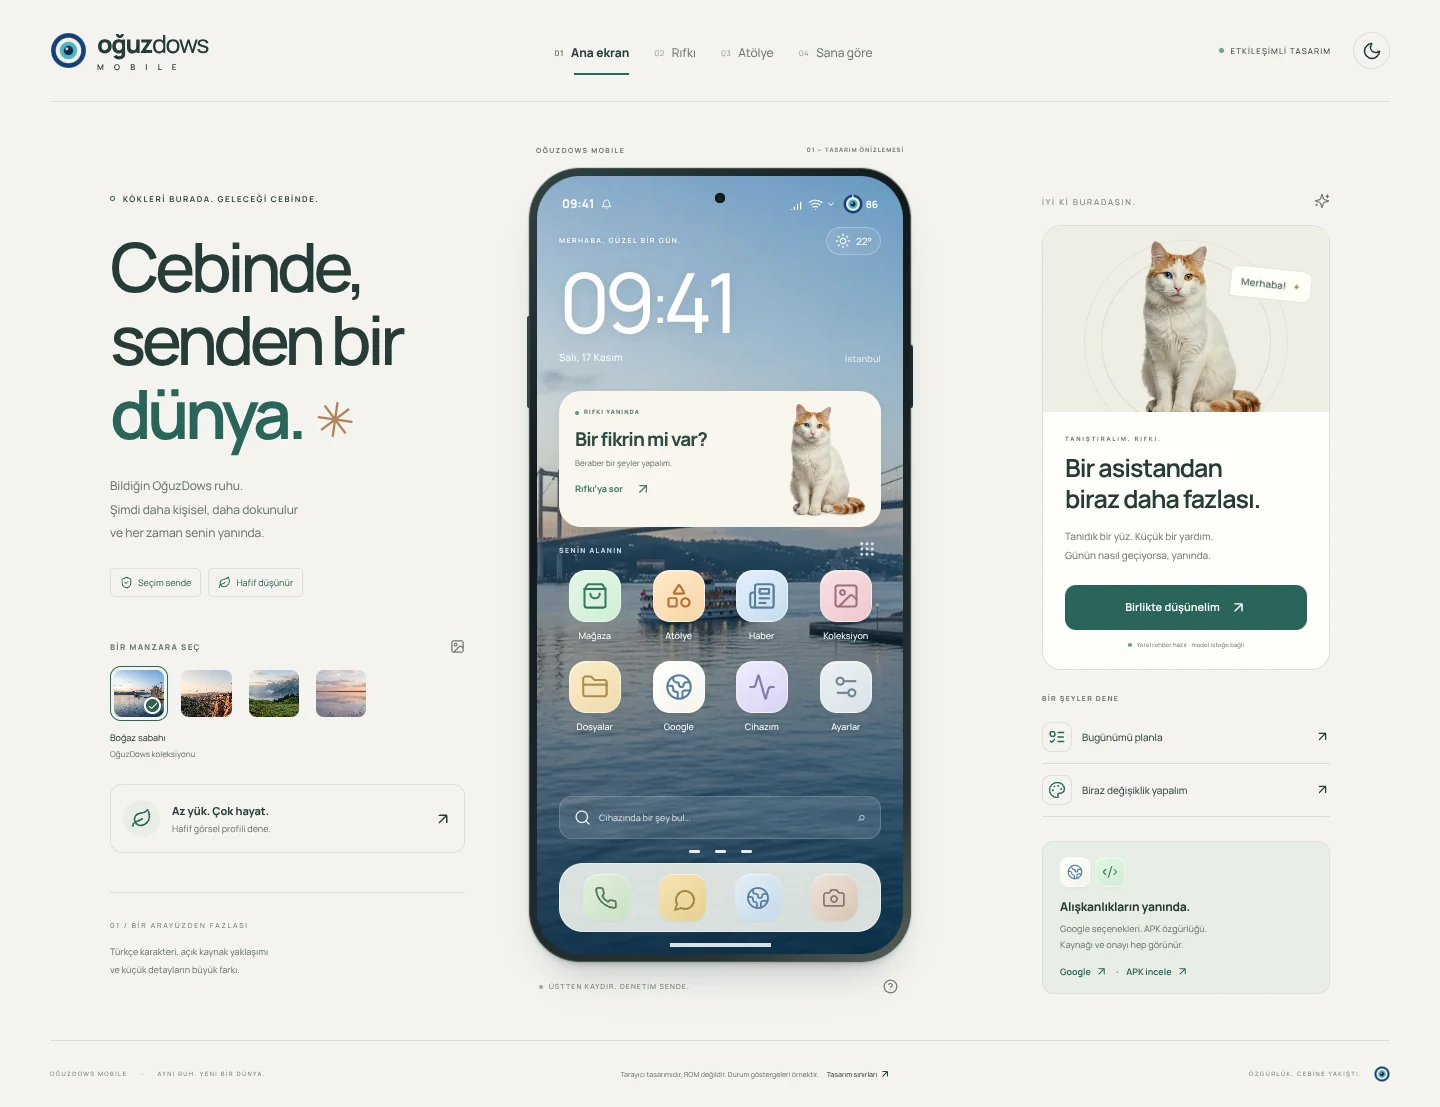 oğuzdows
MOBILE
01 Ana ekran
02 Rıfkı
03 Atölye
04 Sana göre
ETKİLEŞİMLİ TASARIM
KÖKLERİ BURADA. GELECEĞİ CEBİNDE.
Cebinde,
senden bir
dünya.
Bildiğin OğuzDows ruhu.
Şimdi daha kişisel, daha dokunulur
ve her zaman senin yanında.
Seçim sende
Hafif düşünür
BİR MANZARA SEÇ
Boğaz sabahı
OğuzDows koleksiyonu
Az yük. Çok hayat.
Hafif görsel profili dene.
01 / BİR ARAYÜZDEN FAZLASI
Türkçe karakteri, açık kaynak yaklaşımı
ve küçük detayların büyük farkı.
OĞUZDOWS MOBILE
01 — TASARIM ÖNİZLEMESİ
09:41
86
MERHABA, GÜZEL BİR GÜN.
22°
09:41
Salı, 17 Kasım
İstanbul
RIFKI YANINDA
Bir fikrin mi var?
Beraber bir şeyler yapalım.
Rıfkı'ya sor
SENİN ALANIN
Mağaza
Atölye
Haber
Koleksiyon
Dosyalar
Google
Cihazım
Ayarlar
Cihazında bir şey bul...
ÜSTTEN KAYDIR. DENETİM SENDE.
İYİ Kİ BURADASIN.
Merhaba!
TANIŞTIRALIM, RIFKI.
Bir asistandan
biraz daha fazlası.
Tanıdık bir yüz. Küçük bir yardım.
Günün nasıl geçiyorsa, yanında.
Birlikte düşünelim
Yerel rehber hazır · model isteğe bağlı
BİR ŞEYLER DENE
Bugünümü planla
Biraz değişiklik yapalım
Alışkanlıkların yanında.
Google seçenekleri. APK özgürlüğü.
Kaynağı ve onayı hep görünür.
Google · APK incele
OĞUZDOWS MOBILE — AYNI RUH. YENİ BİR DÜNYA.
Tarayıcı tasarımıdır, ROM değildir. Durum göstergeleri örnektir. Tasarım sınırları
ÖZGÜRLÜK, CEBİNE YAKIŞTI.